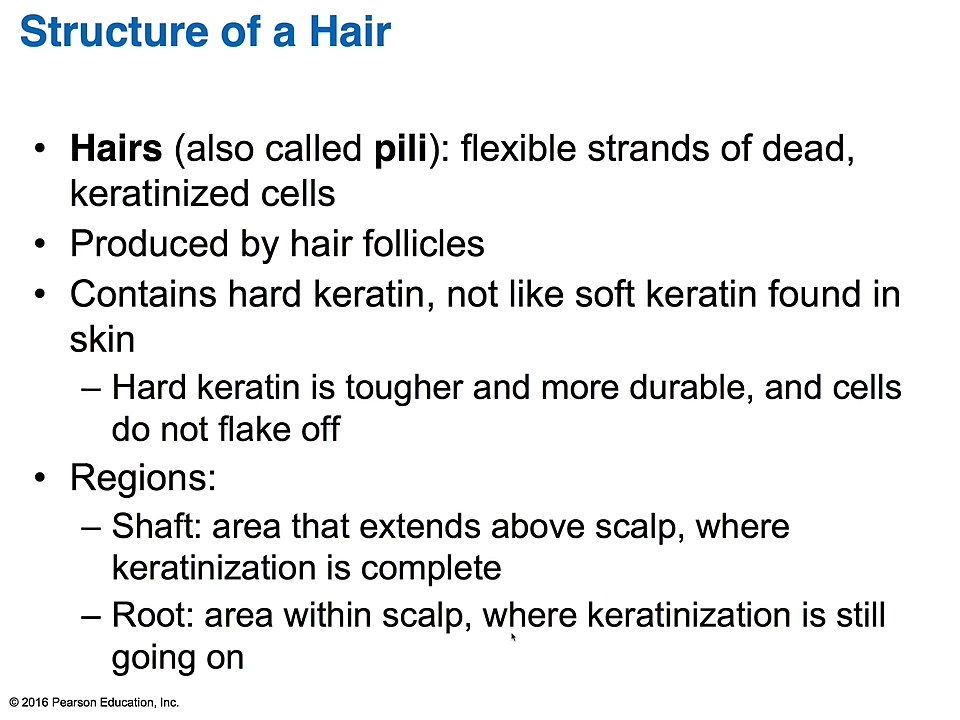 Structure of a Hair
• Hairs (also called pili): flexible strands of dead,
keratinized cells
• Produced by hair follicles
• Contains hard keratin, not like soft keratin found in
skin
– Hard keratin is tougher and more durable, and cells
do not flake off
• Regions:
– Shaft: area that extends above scalp, where
keratinization is complete
– Root: area within scalp, where keratinization is still
going on
© 2016 Pearson Education, Inc.